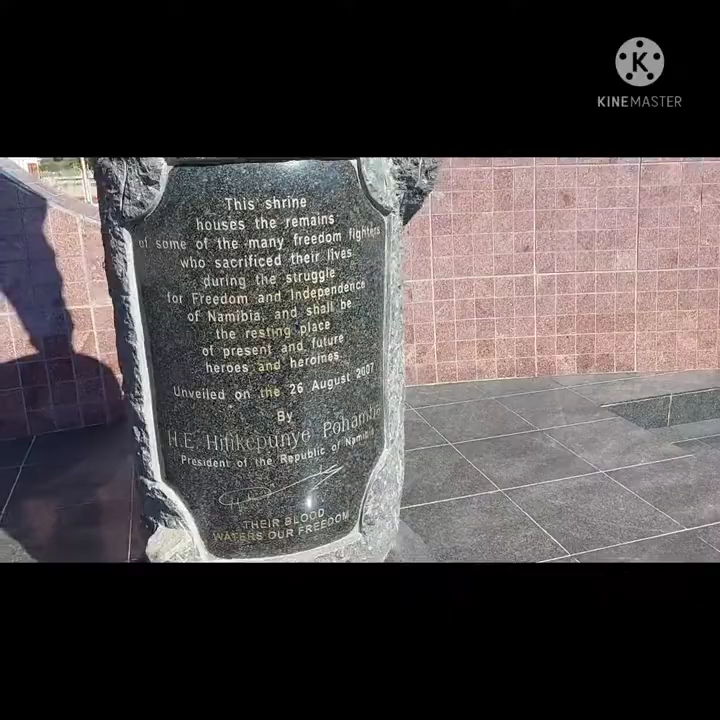 KINEMASTER
This shrine
houses the remains
of some of the many freedom fighters
who sacrificed their lives
during the struggle
for Freedom and Independence
of Namibia, and shall be
the resting place
of present and future
heroes and heroines
Unveiled on the 26 August 2007
By
H.E. Hifikepunye Pohamba
President of the Republic of Namibia
THEIR BLOOD
WATERS OUR FREEDOM